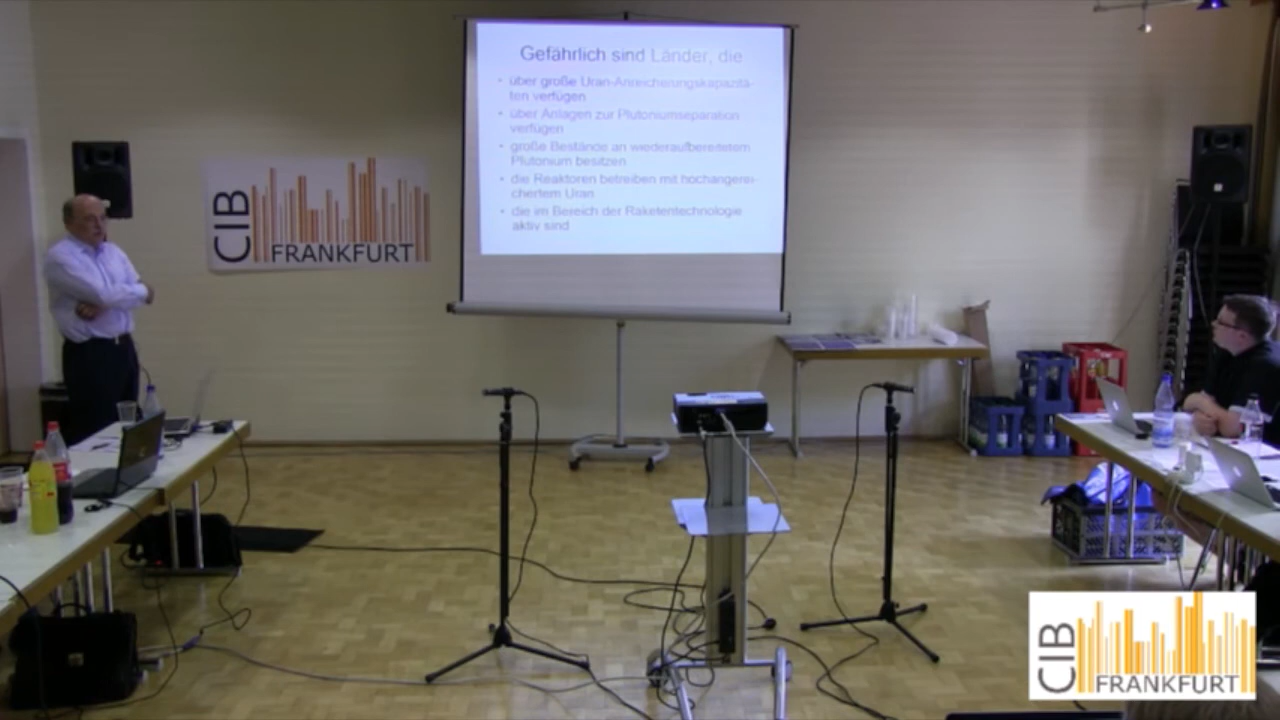 Gefährlich sind Länder, die
• über große Uran-Anreicherungskapazitä-
ten verfügen
• über Anlagen zur Plutoniumseparation
verfügen
• große Bestände an wiederaufbereitetem
Plutonium besitzen
• die Reaktoren betreiben mit hochangerei-
chertem Uran
• die im Bereich der Raketentechnologie
aktiv sind
CIB
FRANKFURT
CIB
FRANKFURT